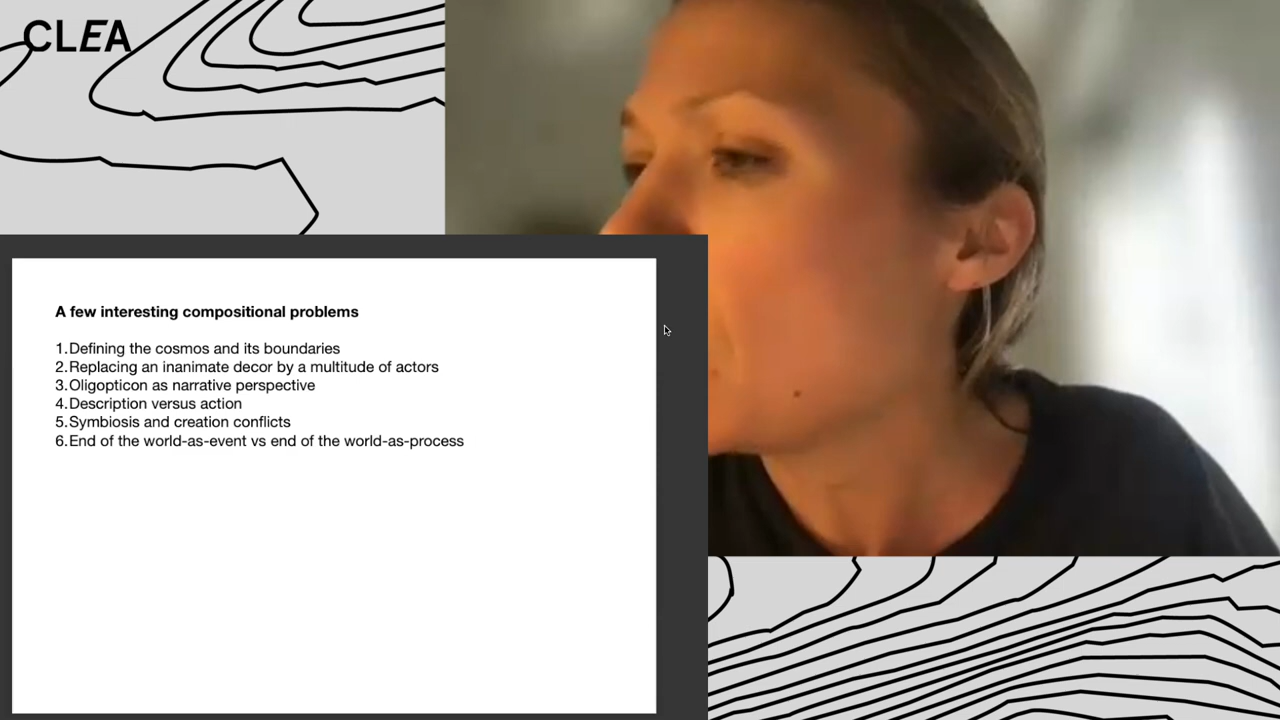 CLEA
A few interesting compositional problems
1.Defining the cosmos and its boundaries
2.Replacing an inanimate decor by a multitude of actors
3.Oligopticon as narrative perspective
4.Description versus action
5.Symbiosis and creation conflicts
6.End of the world-as-event vs end of the world-as-process